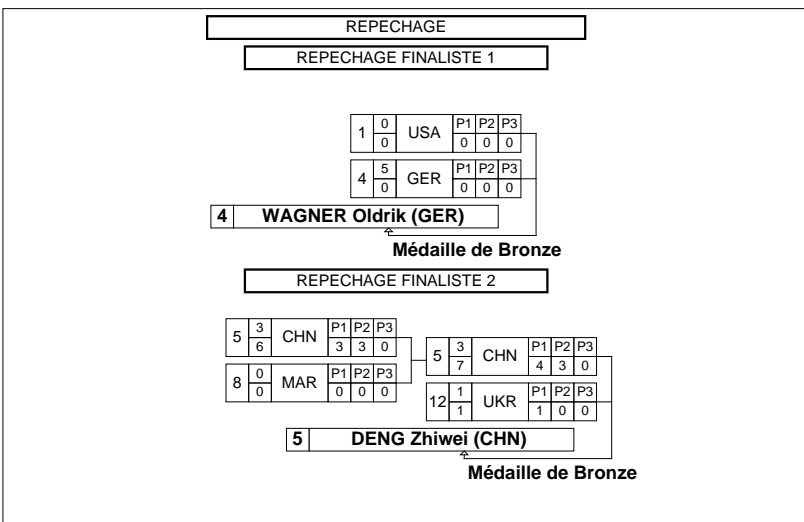 REPECHAGE
REPECHAGE FINALISTE 1
1 0 USA P1 P2 P3
0 0 0 0
4 5 GER P1 P2 P3
0 0 0 0
4 WAGNER Oldrik (GER)
Médaille de Bronze
REPECHAGE FINALISTE 2
5 3 CHN P1 P2 P3
6 3 3 0
8 0 MAR P1 P2 P3
0 0 0 0
5 3 CHN P1 P2 P3
7 4 3 0
12 1 UKR P1 P2 P3
1 1 0 0
5 DENG Zhiwei (CHN)
Médaille de Bronze